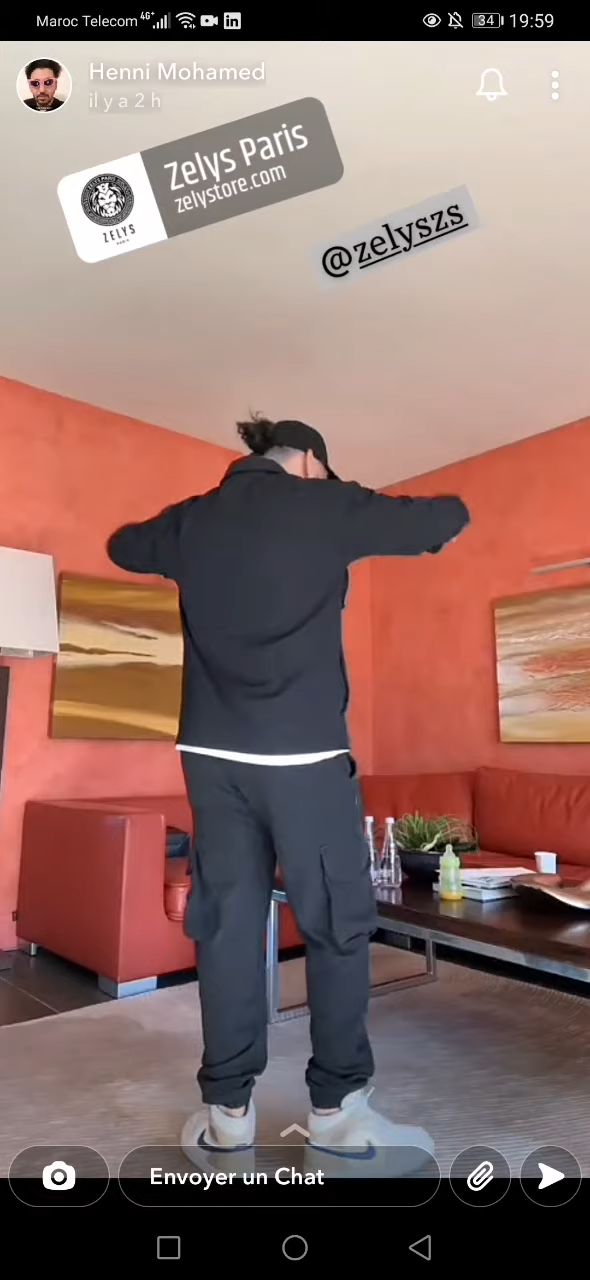 Maroc Telecom 4G+ 34 19:59
Henni Mohamed
il y a 2 h
Zelys Paris
zelystore.com
ZELYS
PARIS
@zelyszs
Envoyer un Chat